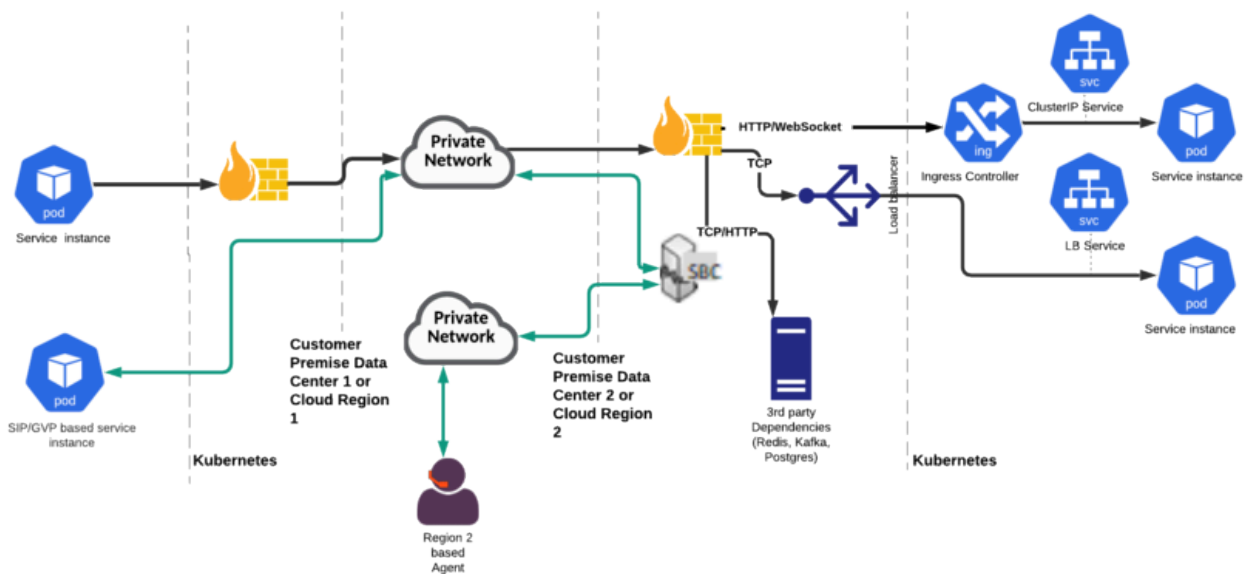 pod
Service instance
pod
SIP/GVP based service
instance
Kubernetes
Customer
Premise Data
Center 1 or
Cloud Region
1
Private
Network
Private
Network
Region 2
based
Agent
Customer
Premise Data
Center 2 or
Cloud Region
2
SBC
HTTP/WebSocket
TCP
TCP/HTTP
3rd party
Dependencies
(Redis, Kafka,
Postgres)
Load balancer
Kubernetes
ing
Ingress Controller
svc
ClusterIP Service
pod
Service instance
svc
LB Service
pod
Service instance